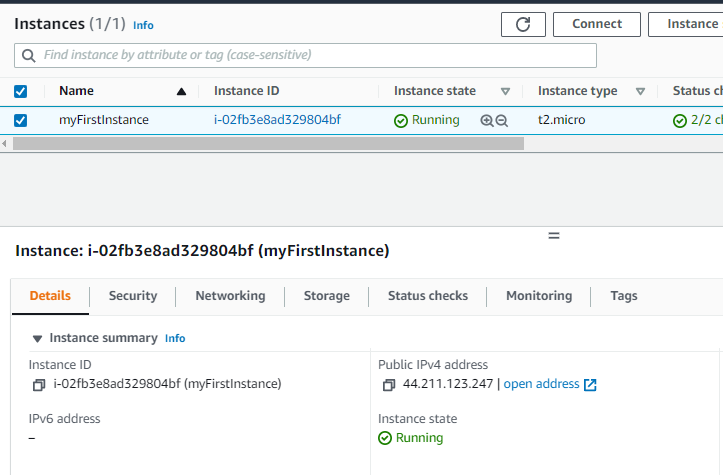 Instances (1/1) Info
Connect
Instance
Find instance by attribute or tag (case-sensitive)
Name Instance ID Instance state Instance type Status
myFirstInstance i-02fb3e8ad329804bf Running t2.micro 2/2
Instance: i-02fb3e8ad329804bf (myFirstInstance)
Details Security Networking Storage Status checks Monitoring Tags
Instance summary Info
Instance ID Public IPv4 address
i-02fb3e8ad329804bf (myFirstInstance) 44.211.123.247 | open address
IPv6 address Instance state
– Running